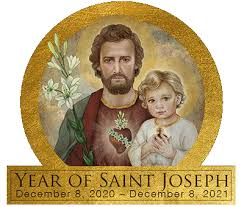 YEAR OF SAINT JOSEPH
December 8, 2020 – December 8, 2021